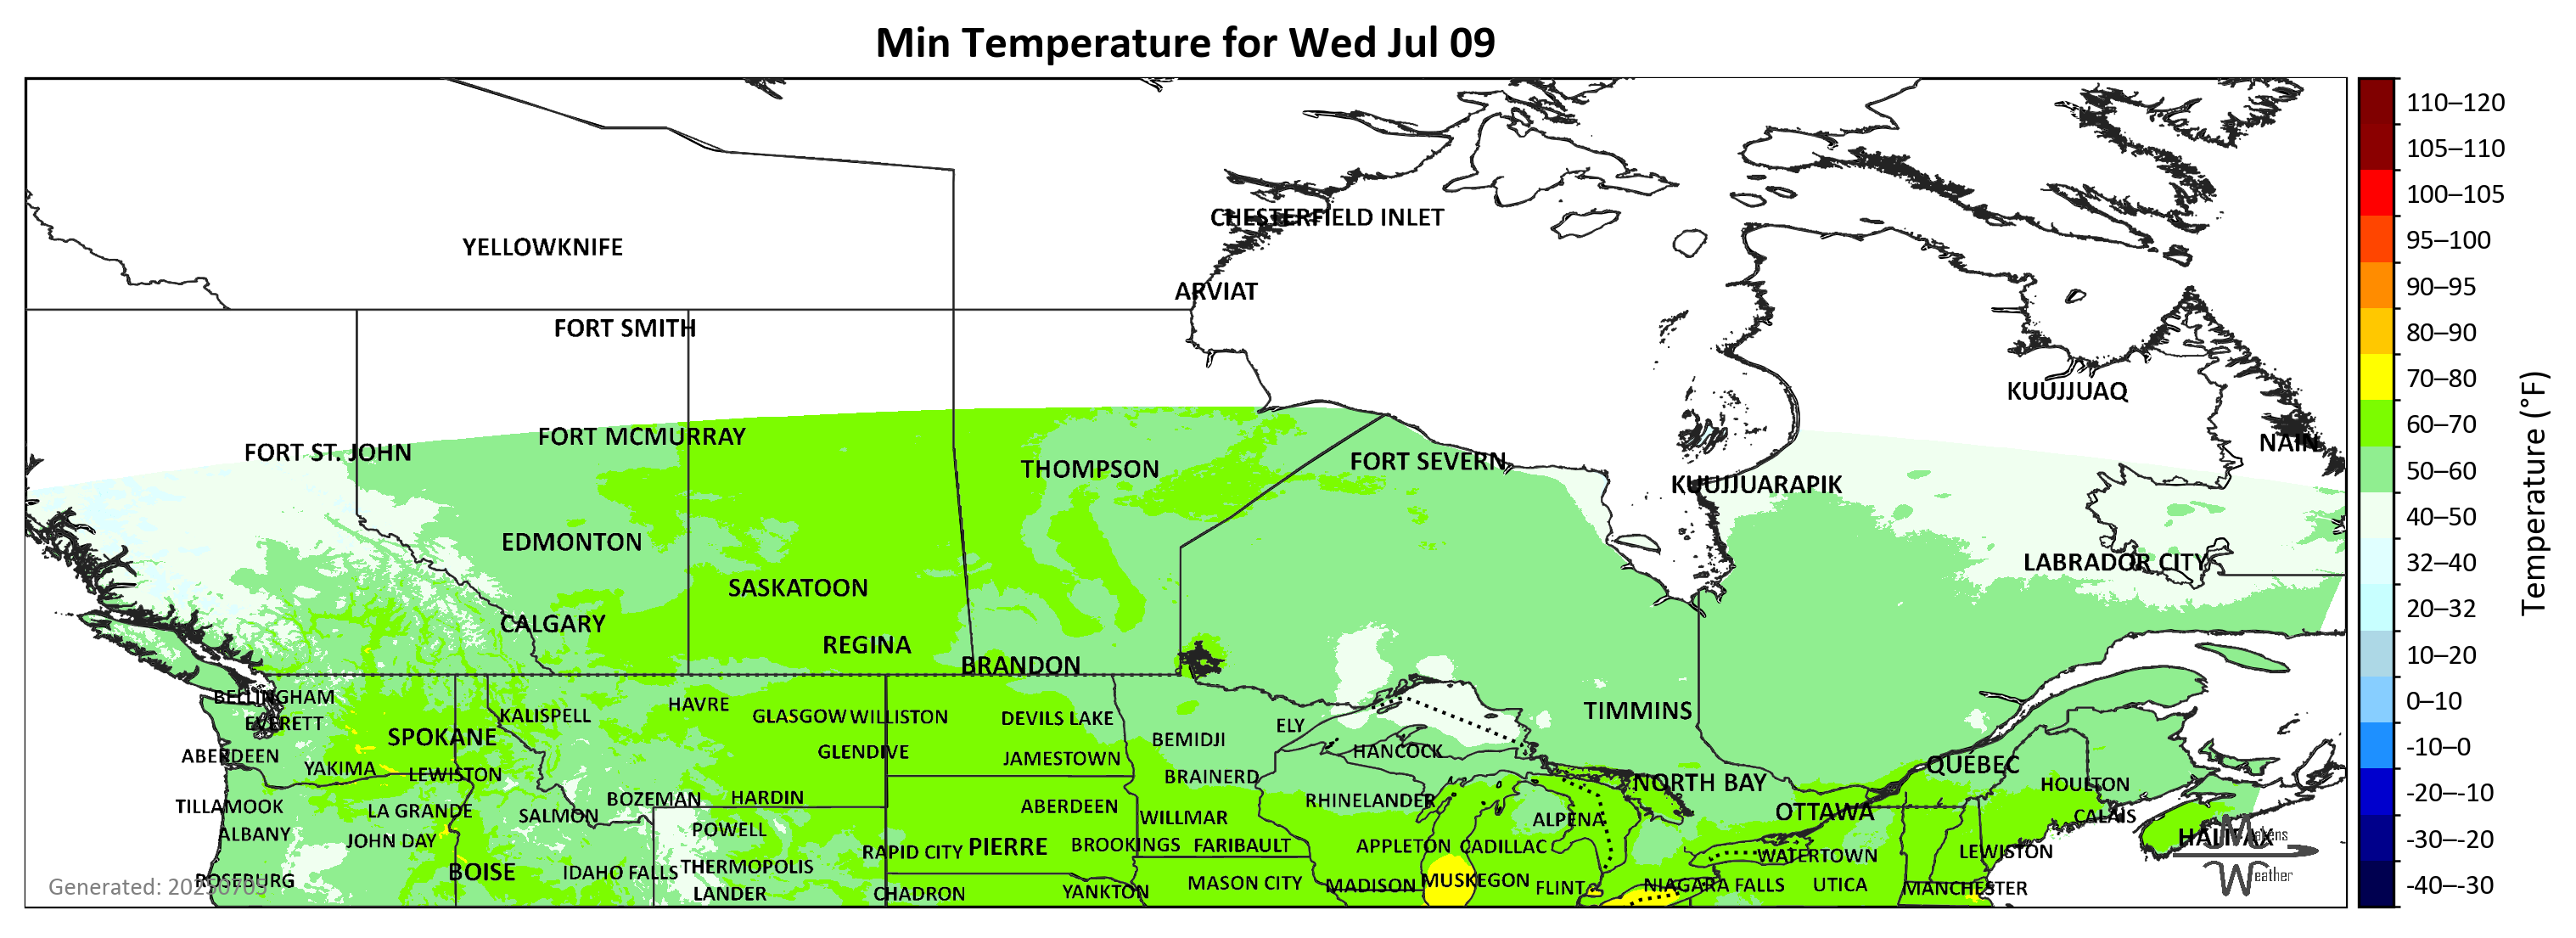 Min Temperature for Wed Jul 09
110–120
105–110
100–105
95–100
90–95
80–90
70–80
60–70
50–60
40–50
32–40
20–32
10–20
0–10
-10–0
-20–-10
-30–-20
-40–-30
Temperature (°F)
CHESTERFIELD INLET
YELLOWKNIFE
ARVIAT
FORT SMITH
KUUJJUAQ
FORT MCMURRAY
NAIN
FORT ST. JOHN
FORT SEVERN
THOMPSON
KUUJJUARAPIK
EDMONTON
LABRADOR CITY
SASKATOON
CALGARY
REGINA
BRANDON
BELLINGHAM
HAVRE
TIMMINS
KALISPELL
GLASGOW
WILLISTON
DEVILS LAKE
EVERETT
ELY
SPOKANE
BEMIDJI
HANCOCK
GLENDIVE
ABERDEEN
JAMESTOWN
QUÉBEC
YAKIMA
LEWISTON
BRAINERD
NORTH BAY
HOULTON
BOZEMAN
HARDIN
RHINELANDER
TILLAMOOK
ABERDEEN
LA GRANDE
SALMON
OTTAWA
CALAIS
WILLMAR
ALPENA
POWELL
ALBANY
HALIFAX
JOHN DAY
PIERRE
BROOKINGS
FARIBAULT
APPLETON
CADILLAC
RAPID CITY
LEWISTON
WATERTOWN
THERMOPOLIS
BOISE
IDAHO FALLS
ROSEBURG
MUSKEGON
MASON CITY
MADISON
NIAGARA FALLS
UTICA
FLINT
MANCHESTER
YANKTON
LANDER
CHADRON
Generated: 20250705
Weather